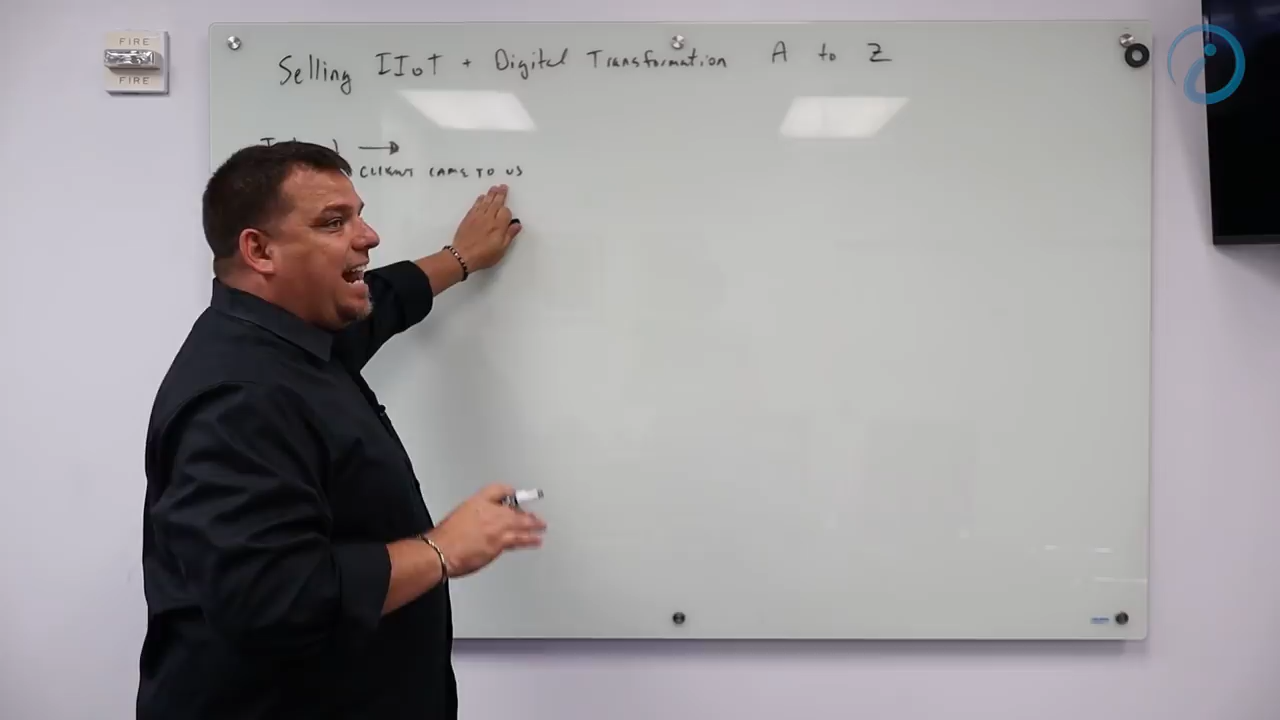 FIRE
FIRE
Selling IIoT + Digital Transformation A to Z
CLIENT CAME TO US